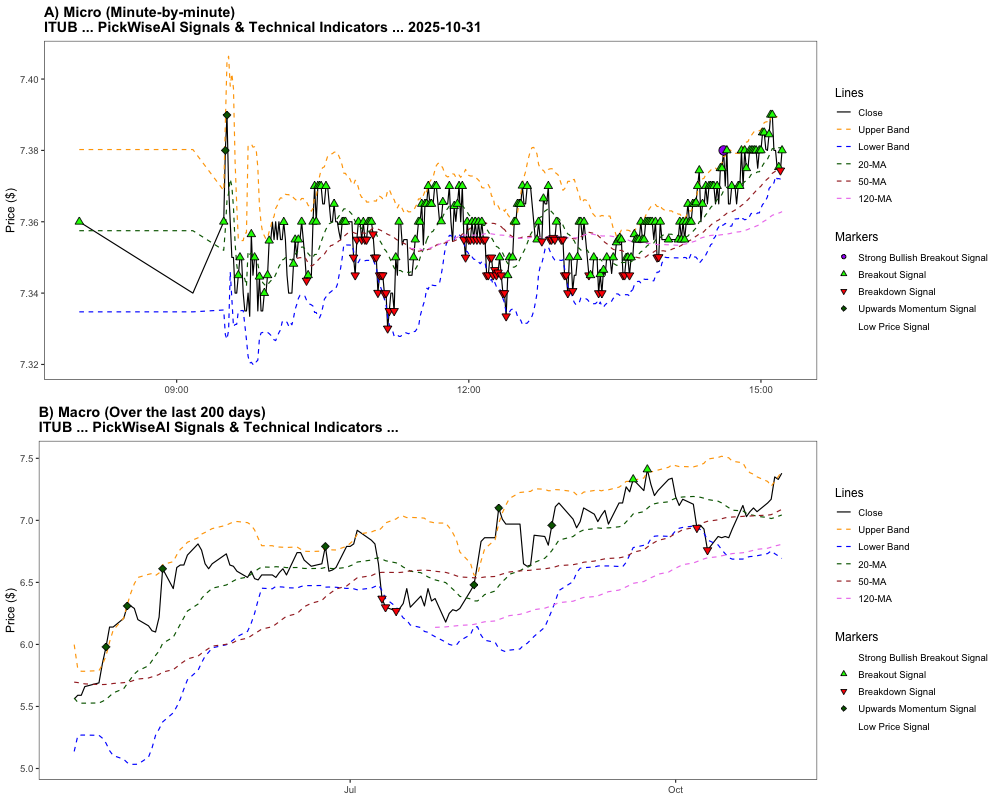 A) Micro (Minute-by-minute)
ITUB ... PickWiseAI Signals & Technical Indicators ... 2025-10-31
Price ($)
7.40
7.38
7.36
7.34
7.32
09:00
12:00
15:00
Lines
Close
Upper Band
Lower Band
20-MA
50-MA
120-MA
Markers
Strong Bullish Breakout Signal
Breakout Signal
Breakdown Signal
Upwards Momentum Signal
Low Price Signal
B) Macro (Over the last 200 days)
ITUB ... PickWiseAI Signals & Technical Indicators ...
Price ($)
7.5
7.0
6.5
6.0
5.5
5.0
Jul
Oct
Lines
Close
Upper Band
Lower Band
20-MA
50-MA
120-MA
Markers
Strong Bullish Breakout Signal
Breakout Signal
Breakdown Signal
Upwards Momentum Signal
Low Price Signal